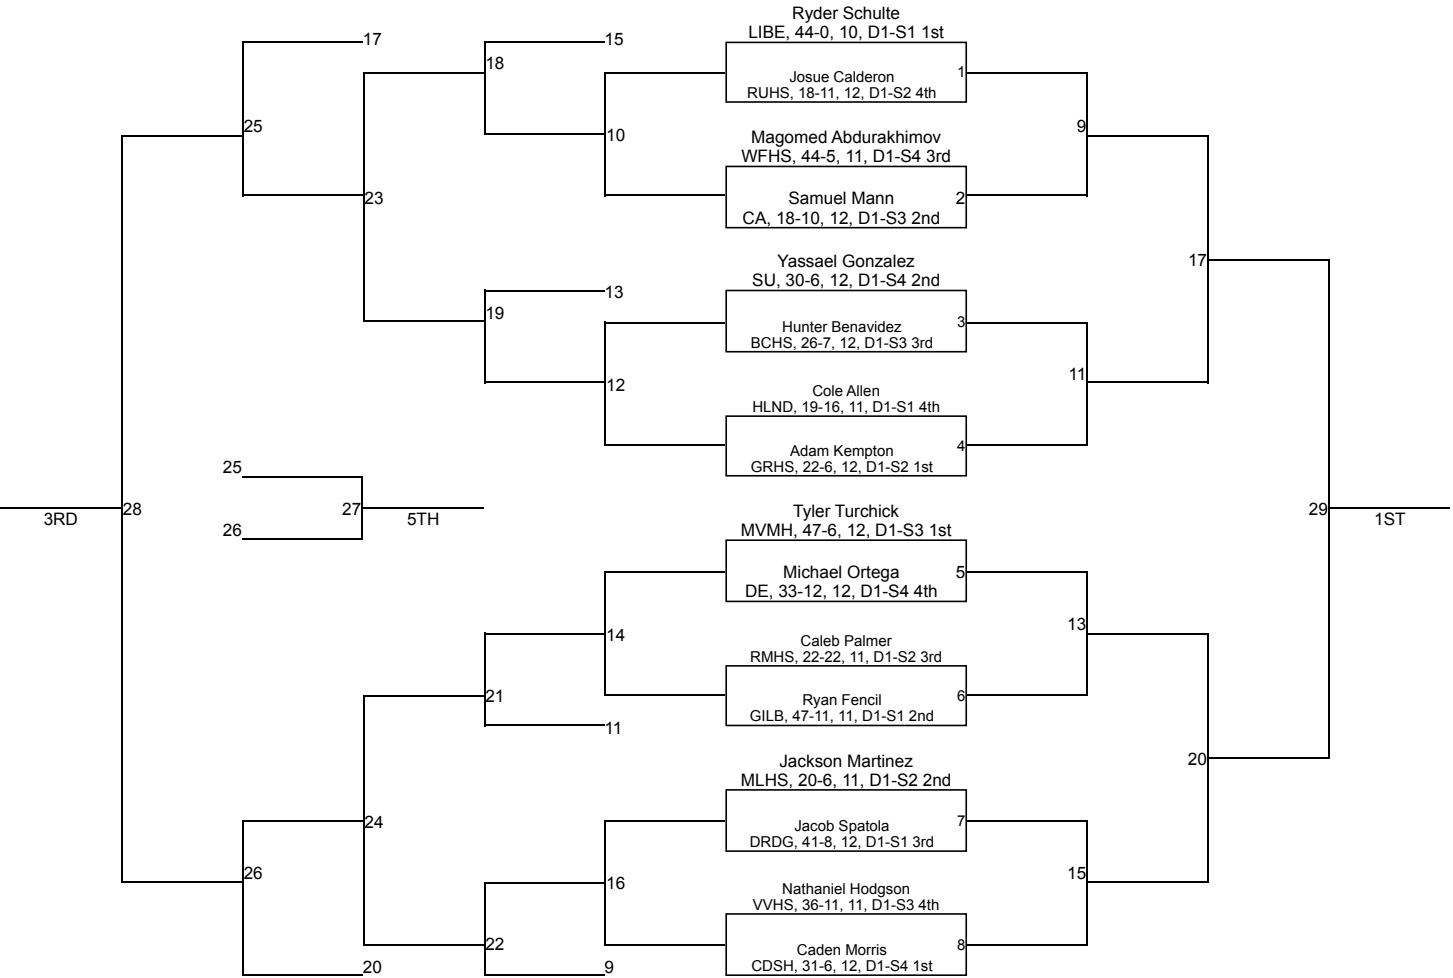 Ryder Schulte
LIBE, 44-0, 10, D1-S1 1st
17
15
18
1
Josue Calderon
RUHS, 18-11, 12, D1-S2 4th
25
10
Magomed Abdurakhimov
9
WFHS, 44-5, 11, D1-S4 3rd
23
Samuel Mann
2
CA, 18-10, 12, D1-S3 2nd
Yassael Gonzalez
17
SU, 30-6, 12, D1-S4 2nd
13
19
Hunter Benavidez
3
BCHS, 26-7, 12, D1-S3 3rd
12
11
Cole Allen
HLND, 19-16, 11, D1-S1 4th
Adam Kempton
4
GRHS, 22-6, 12, D1-S2 1st
25
3RD
28
27
5TH
Tyler Turchick
29
1ST
26
MVMH, 47-6, 12, D1-S3 1st
Michael Ortega
5
DE, 33-12, 12, D1-S4 4th
14
13
Caleb Palmer
RMHS, 22-22, 11, D1-S2 3rd
21
Ryan Fencil
6
GILB, 47-11, 11, D1-S1 2nd
11
Jackson Martinez
20
MLHS, 20-6, 11, D1-S2 2nd
24
Jacob Spatola
7
DRDG, 41-8, 12, D1-S1 3rd
26
16
15
Nathaniel Hodgson
VVHS, 36-11, 11, D1-S3 4th
22
Caden Morris
8
20
9
CDSH, 31-6, 12, D1-S4 1st